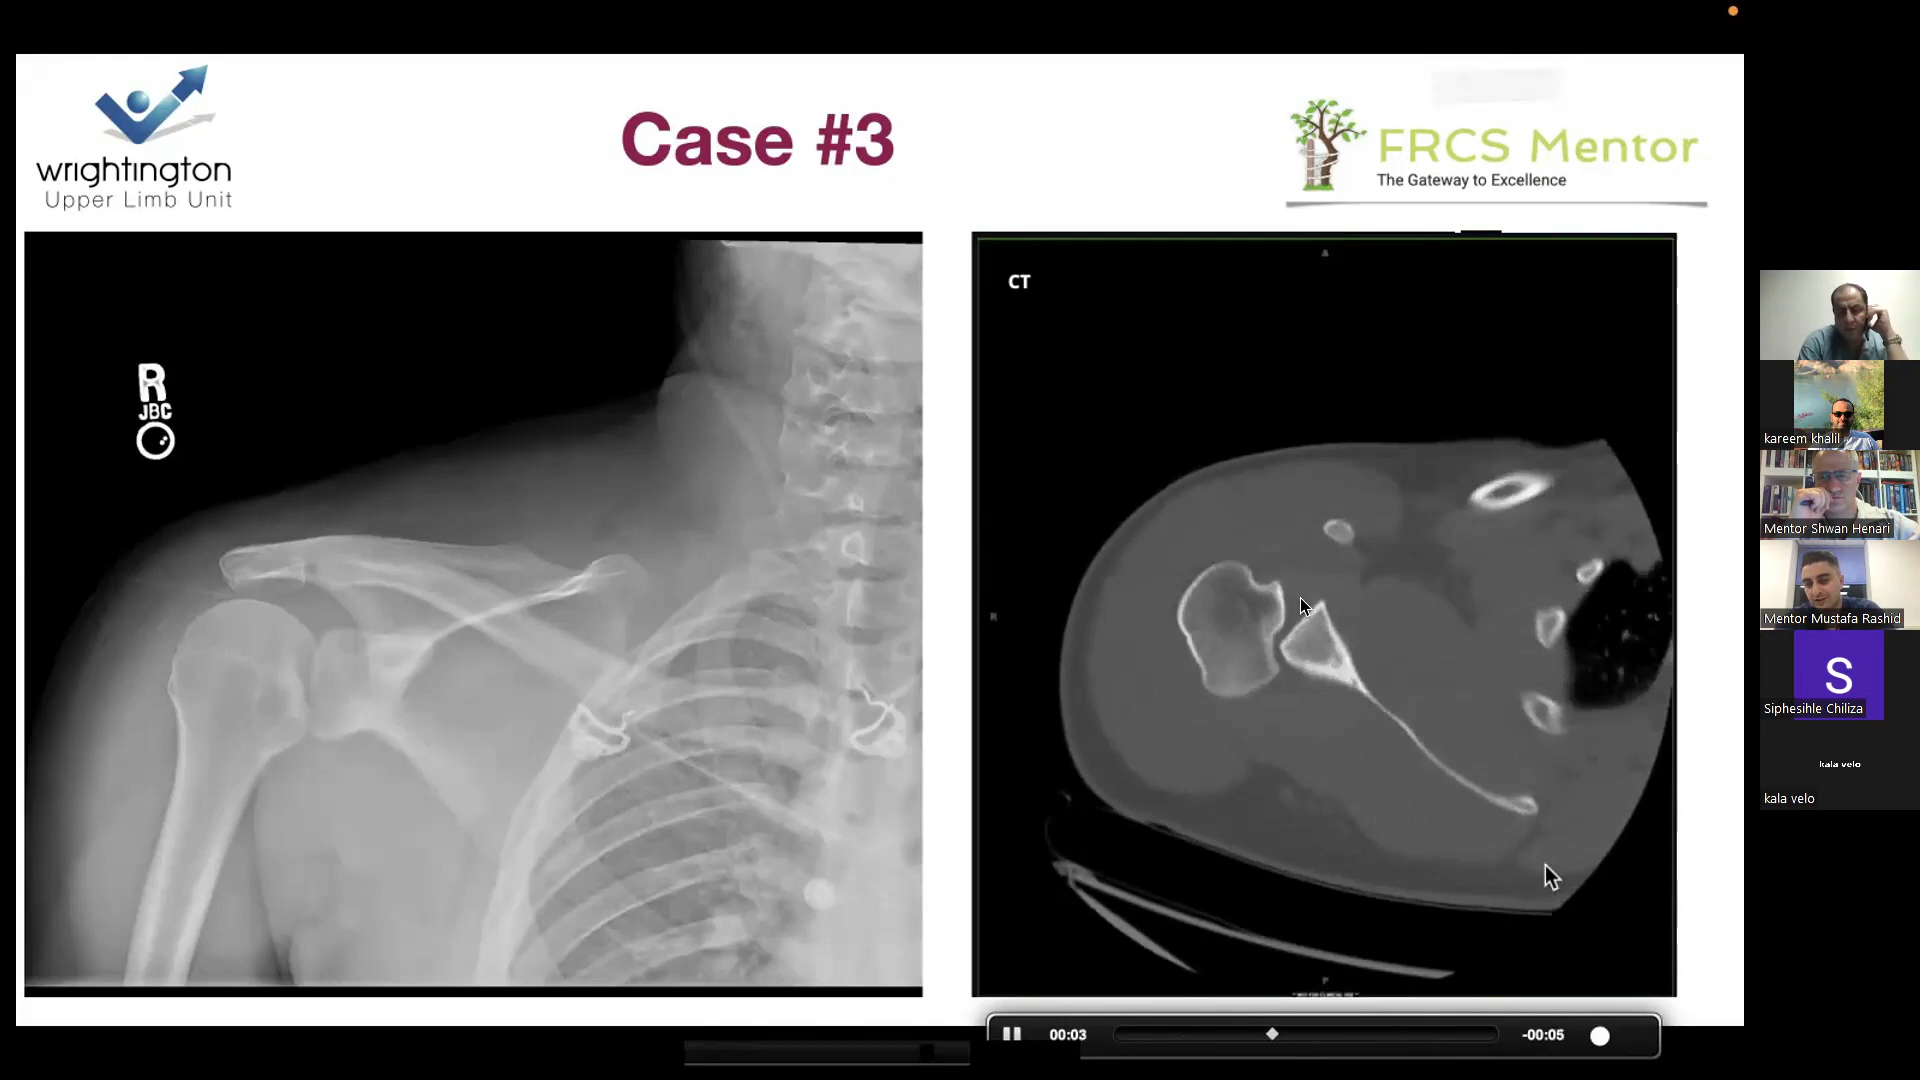 wrightington
Upper Limb Unit
Case #3
FRCS Mentor
The Gateway to Excellence
R
JBC
CT
A
R
P
00:03
-00:05
kareem khalil
Mentor Shwan Henari
Mentor Mustafa Rashid
S
Siphesihle Chiliza
kala velo
kala velo